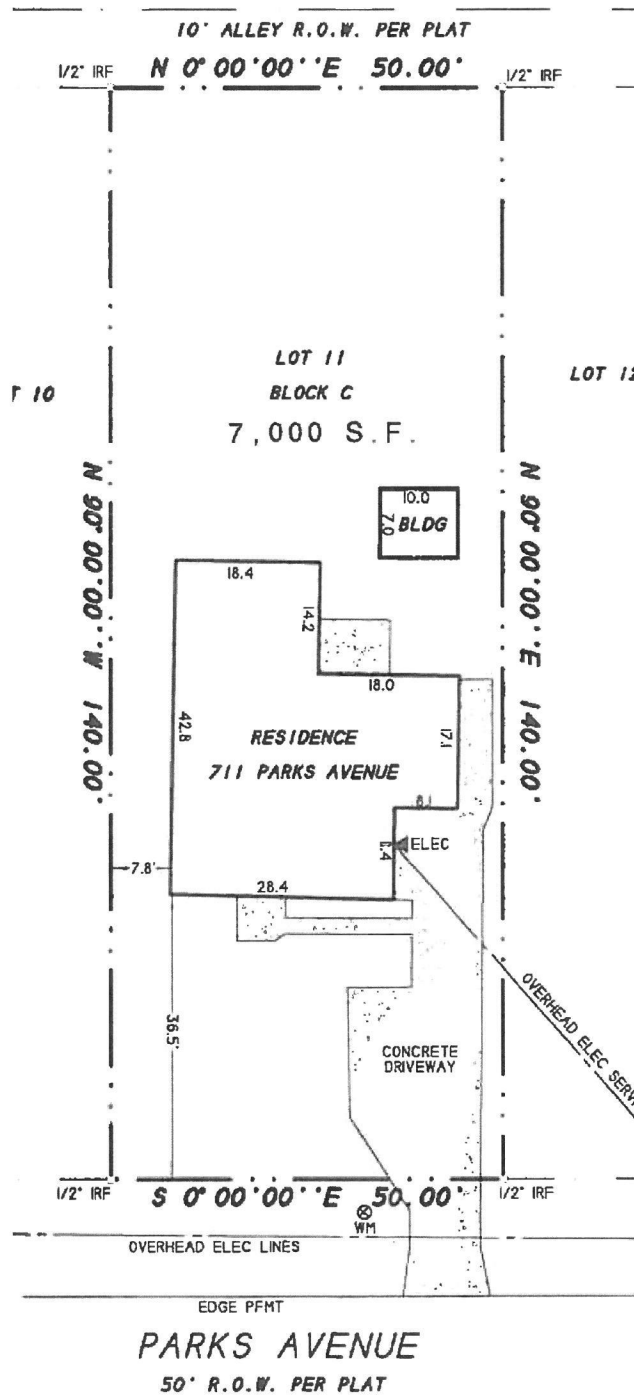 10' ALLEY R.O.W. PER PLAT
1/2" IRF N 0°00'00''E 50.00' 1/2" IRF
LOT 11
BLOCK C
7,000 S.F.
T 10
LOT 12
N 90°00'00''W 140.00'
N 90°00'00''E 140.00'
10.0
7.0
BLDG
18.4
14.2
18.0
42.8
17.1
RESIDENCE
711 PARKS AVENUE
8.1
ELEC
7.8'
28.4
36.5'
CONCRETE
DRIVEWAY
OVERHEAD ELEC SERV
1/2" IRF S 0°00'00''E 50.00' 1/2" IRF
WM
OVERHEAD ELEC LINES
EDGE PFMT
PARKS AVENUE
50' R.O.W. PER PLAT